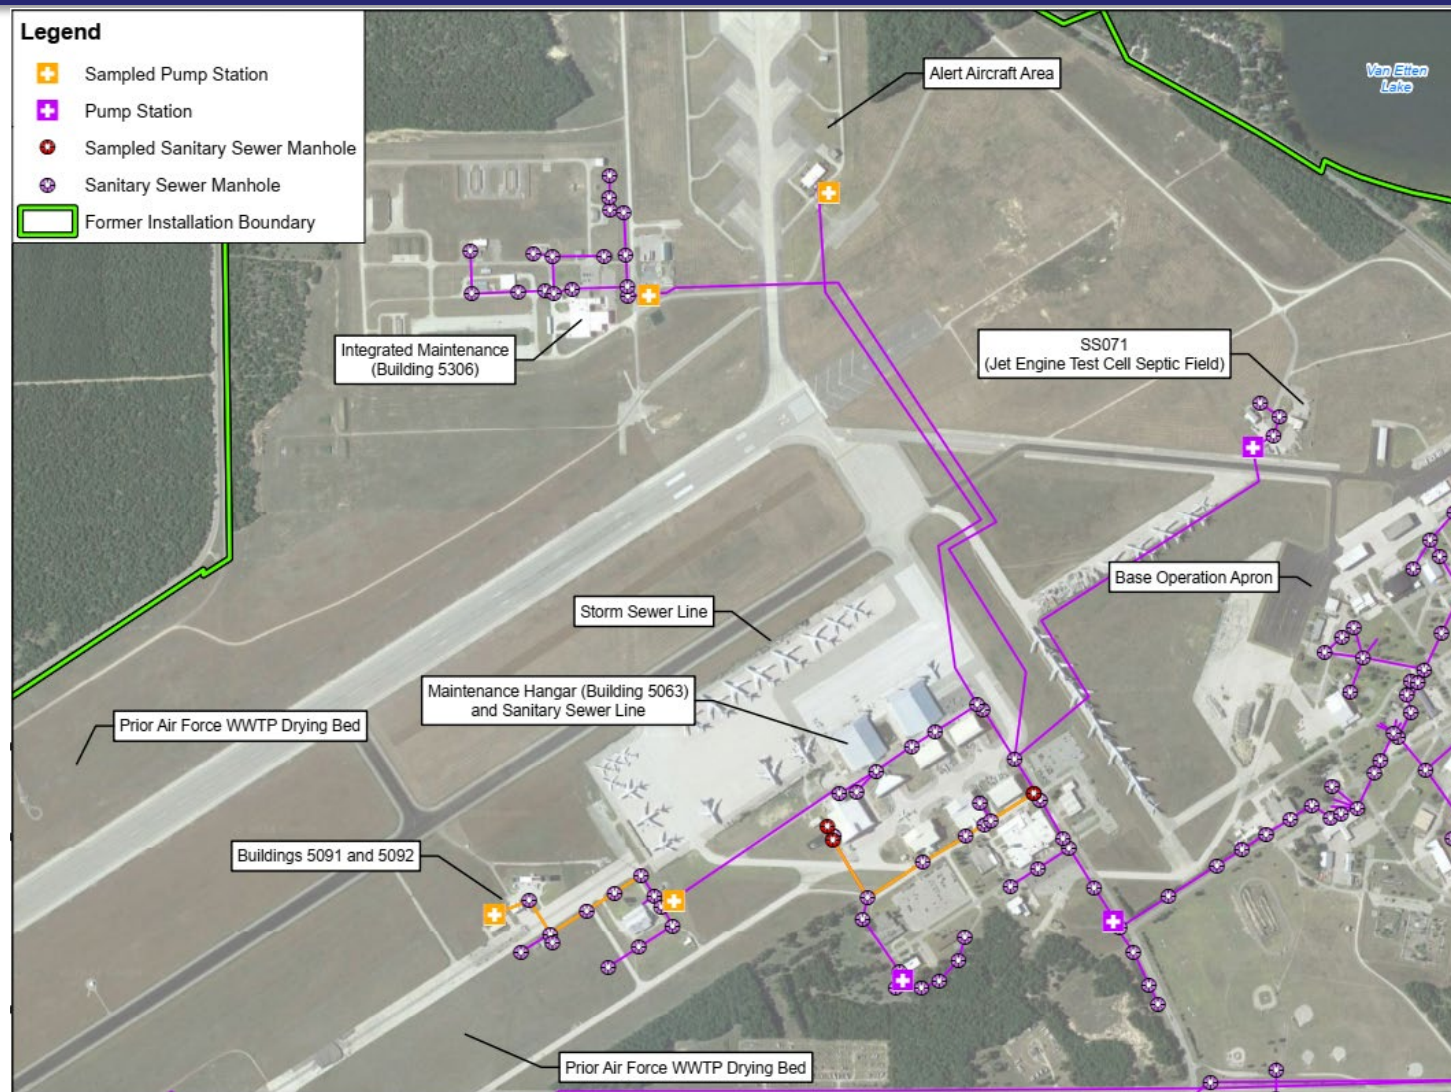 Legend
Sampled Pump Station
Pump Station
Sampled Sanitary Sewer Manhole
Sanitary Sewer Manhole
Former Installation Boundary
Alert Aircraft Area
Van Etten
Lake
Integrated Maintenance
(Building 5306)
SS071
(Jet Engine Test Cell Septic Field)
Base Operation Apron
Storm Sewer Line
Maintenance Hangar (Building 5063)
and Sanitary Sewer Line
Prior Air Force WWTP Drying Bed
Buildings 5091 and 5092
Prior Air Force WWTP Drying Bed